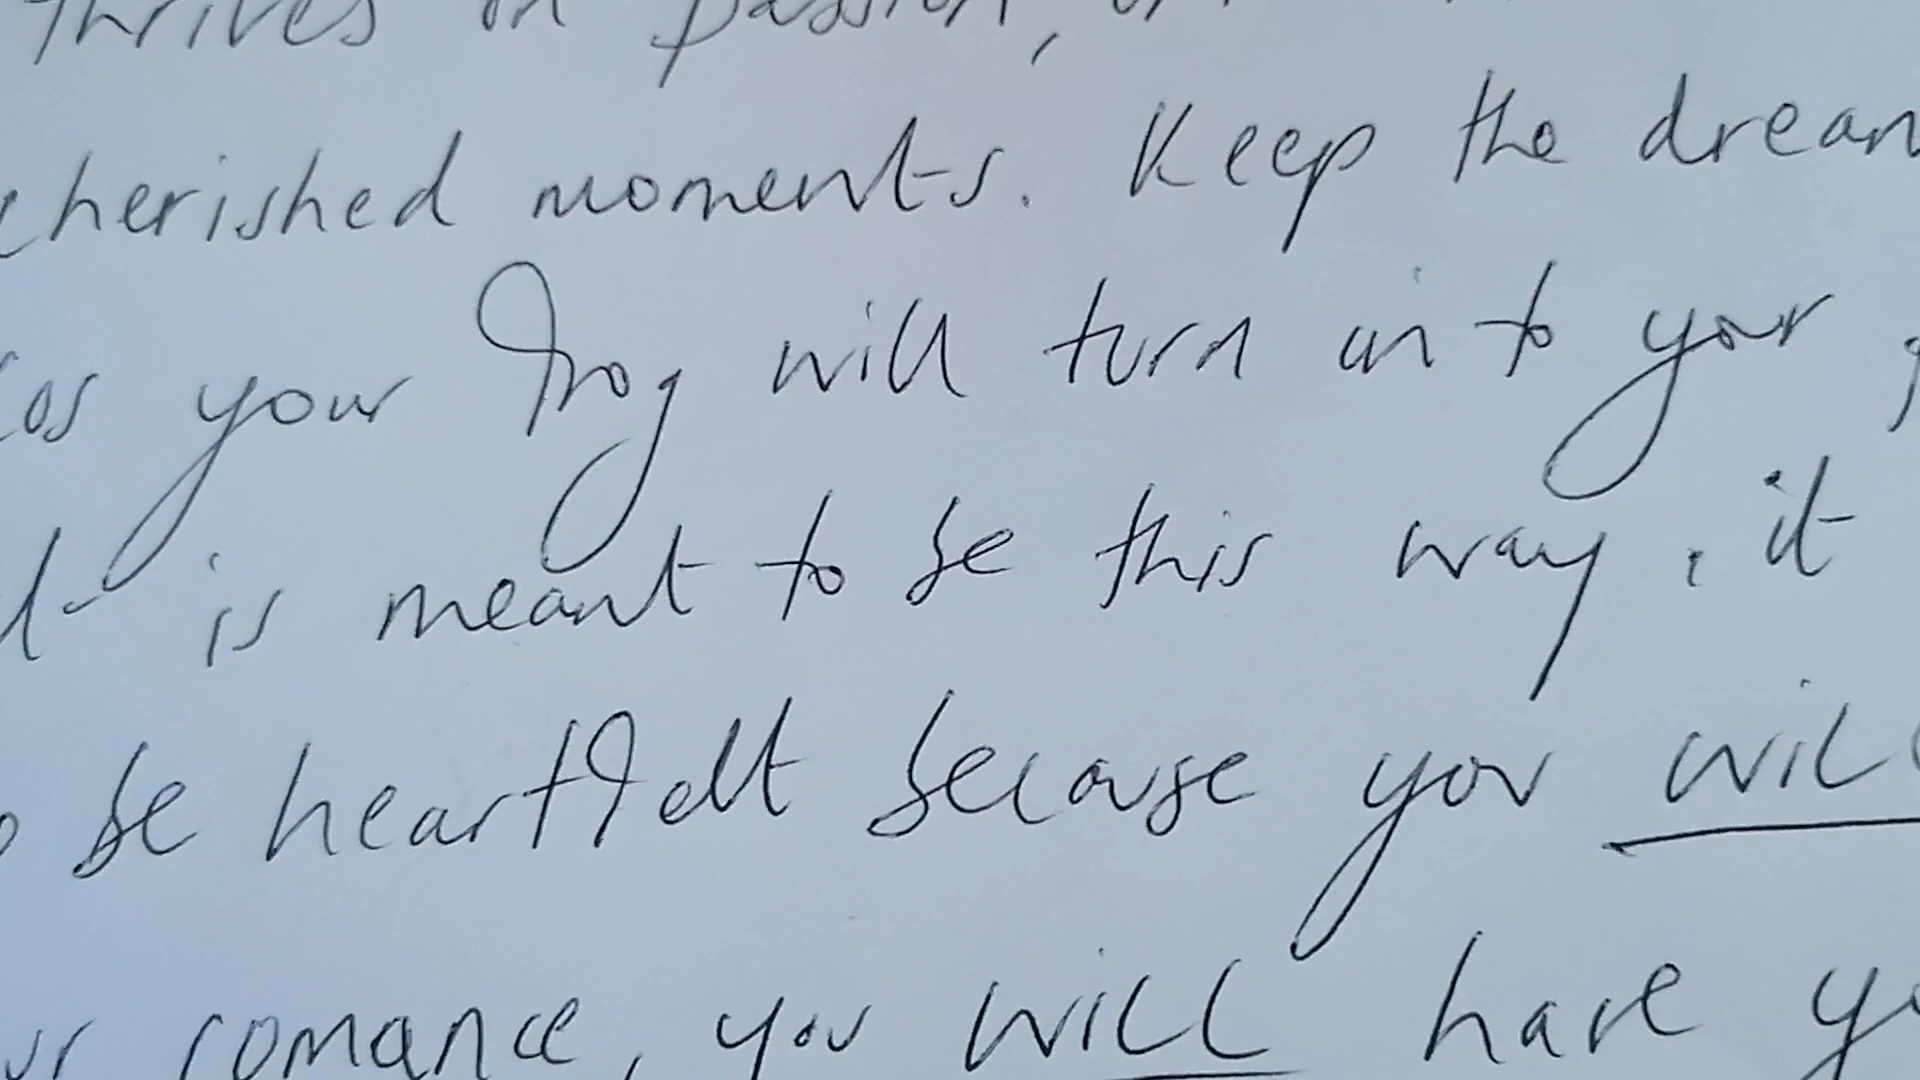 thrives on passion,
cherished moments. Keep the dream
cos your frog will turn in to your
is meant to be this way, it
be heartfelt because you will
romance, you will have